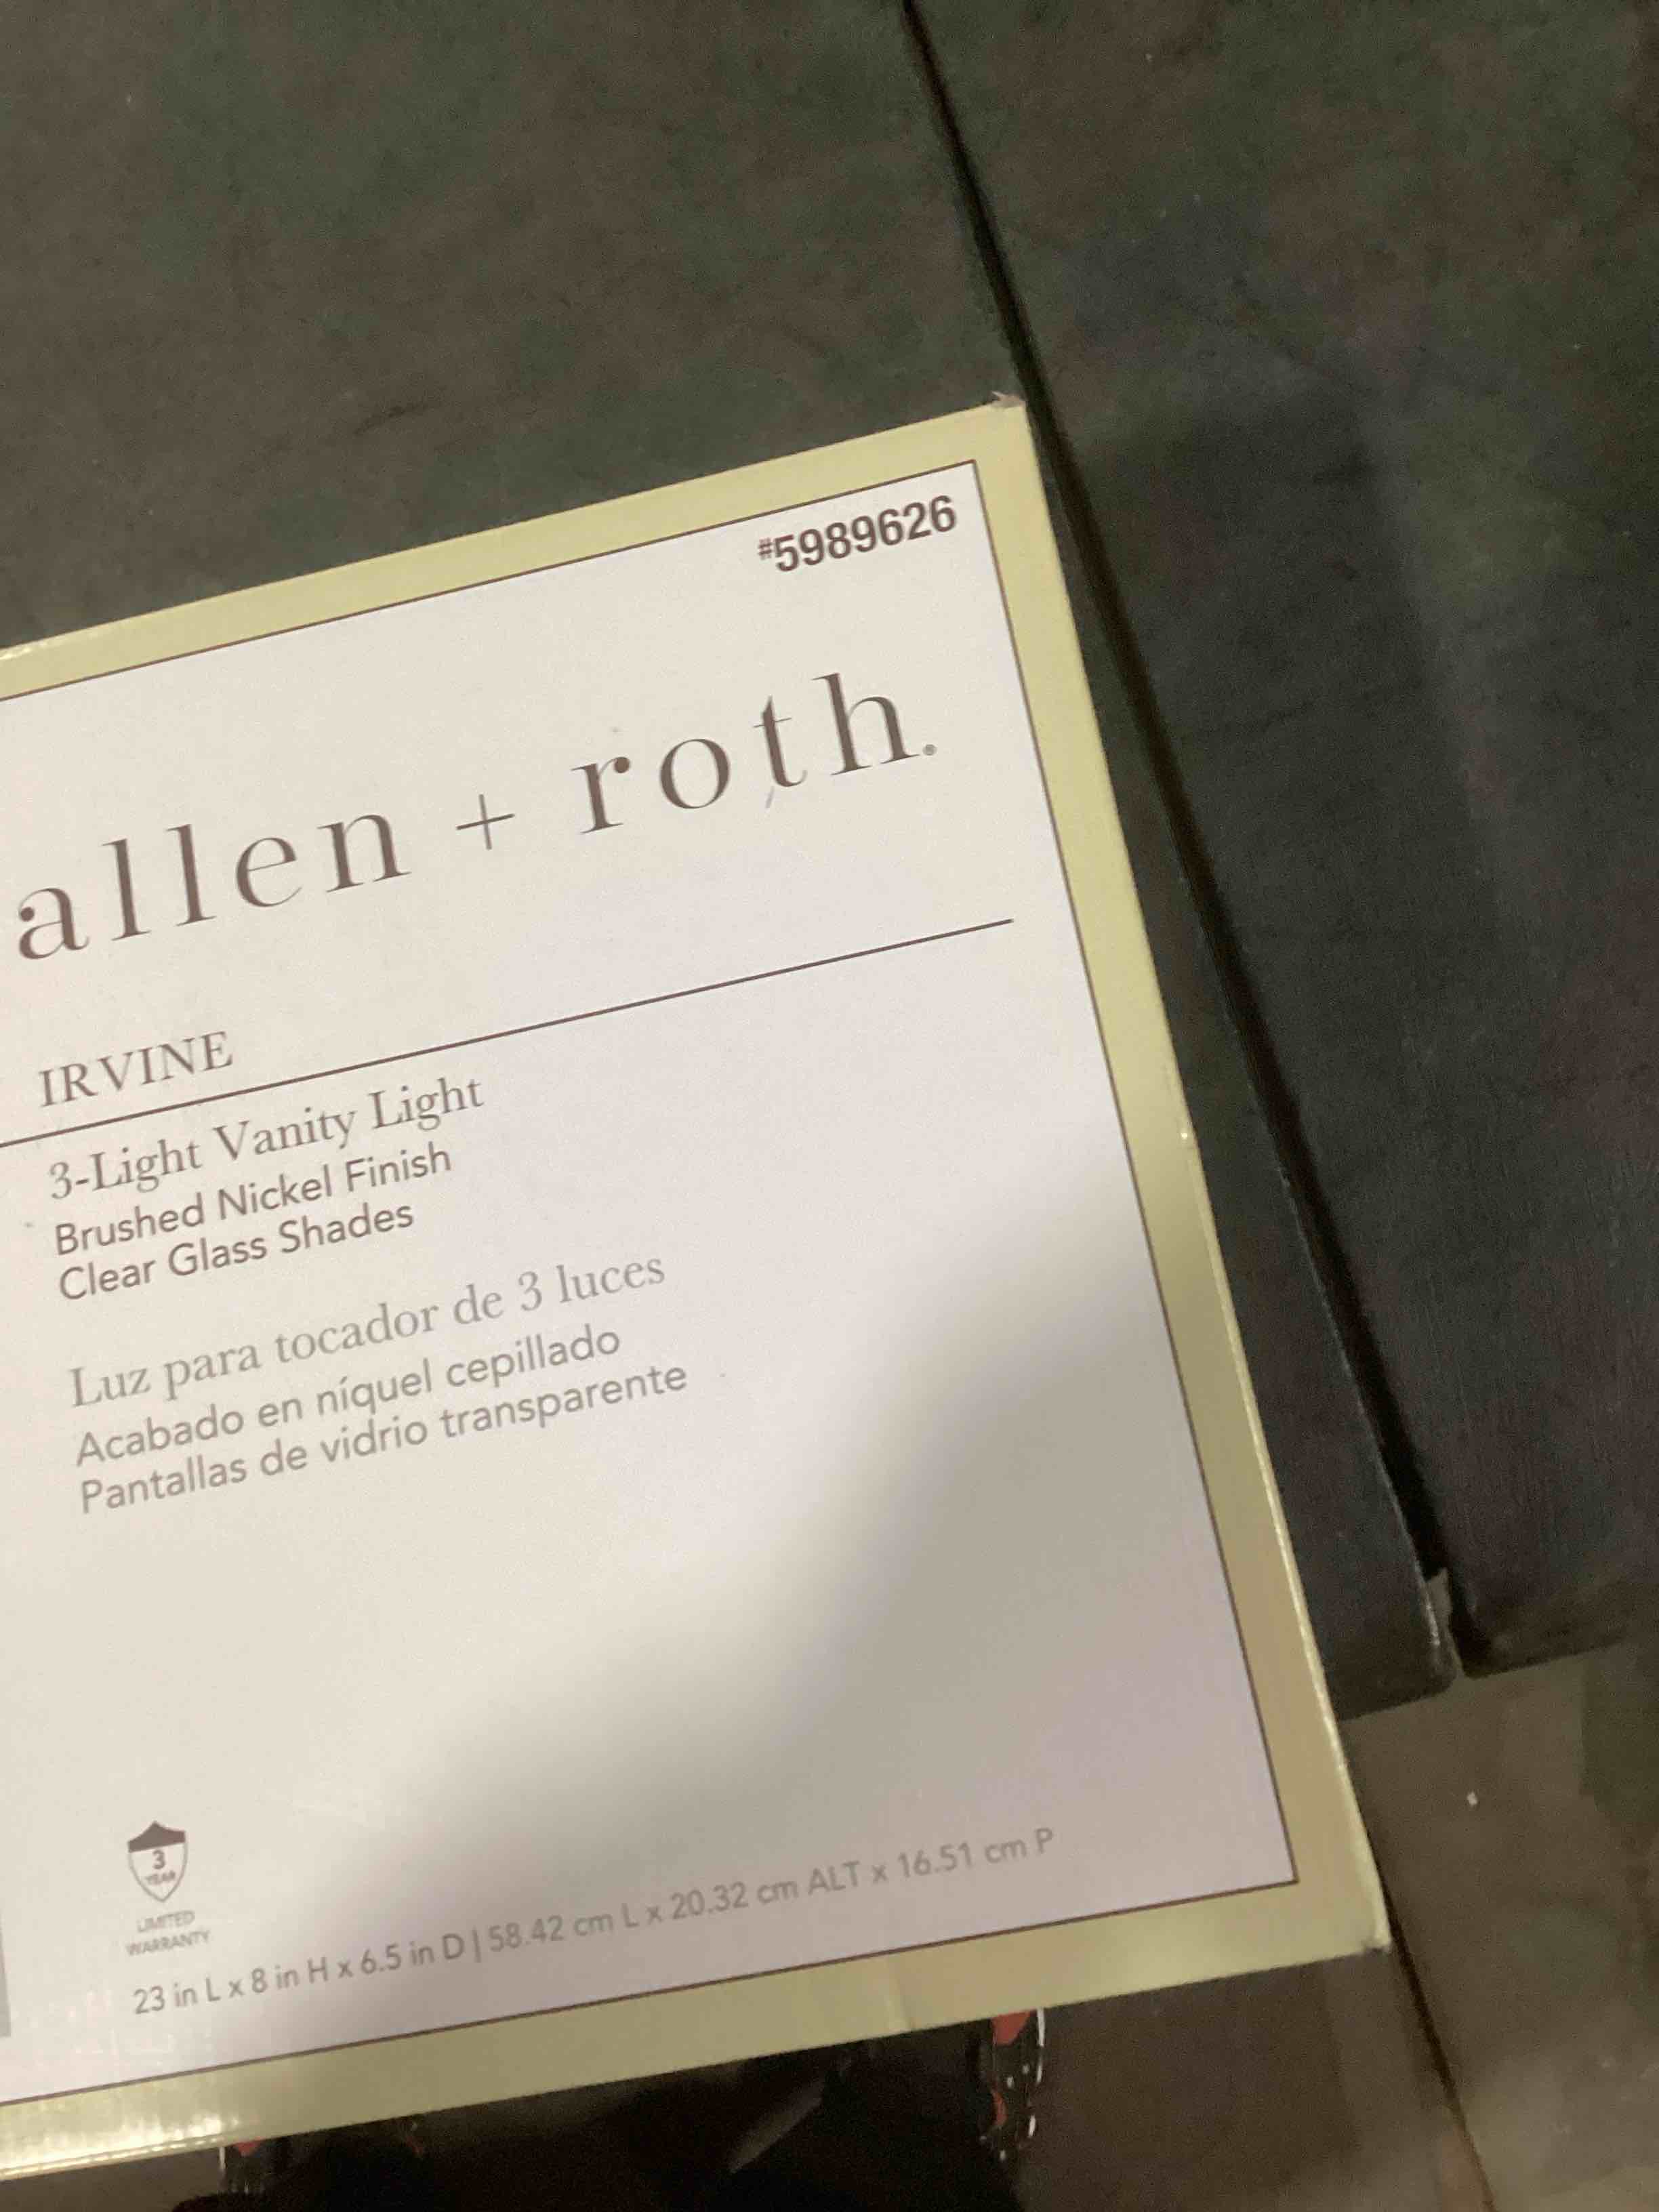 #5989626
allen + roth®
IRVINE
3-Light Vanity Light
Brushed Nickel Finish
Clear Glass Shades
Luz para tocador de 3 luces
Acabado en níquel cepillado
Pantallas de vidrio transparente
3
YEAR
LIMITED
WARRANTY
23 in L x 8 in H x 6.5 in D | 58.42 cm L x 20.32 cm ALT x 16.51 cm P